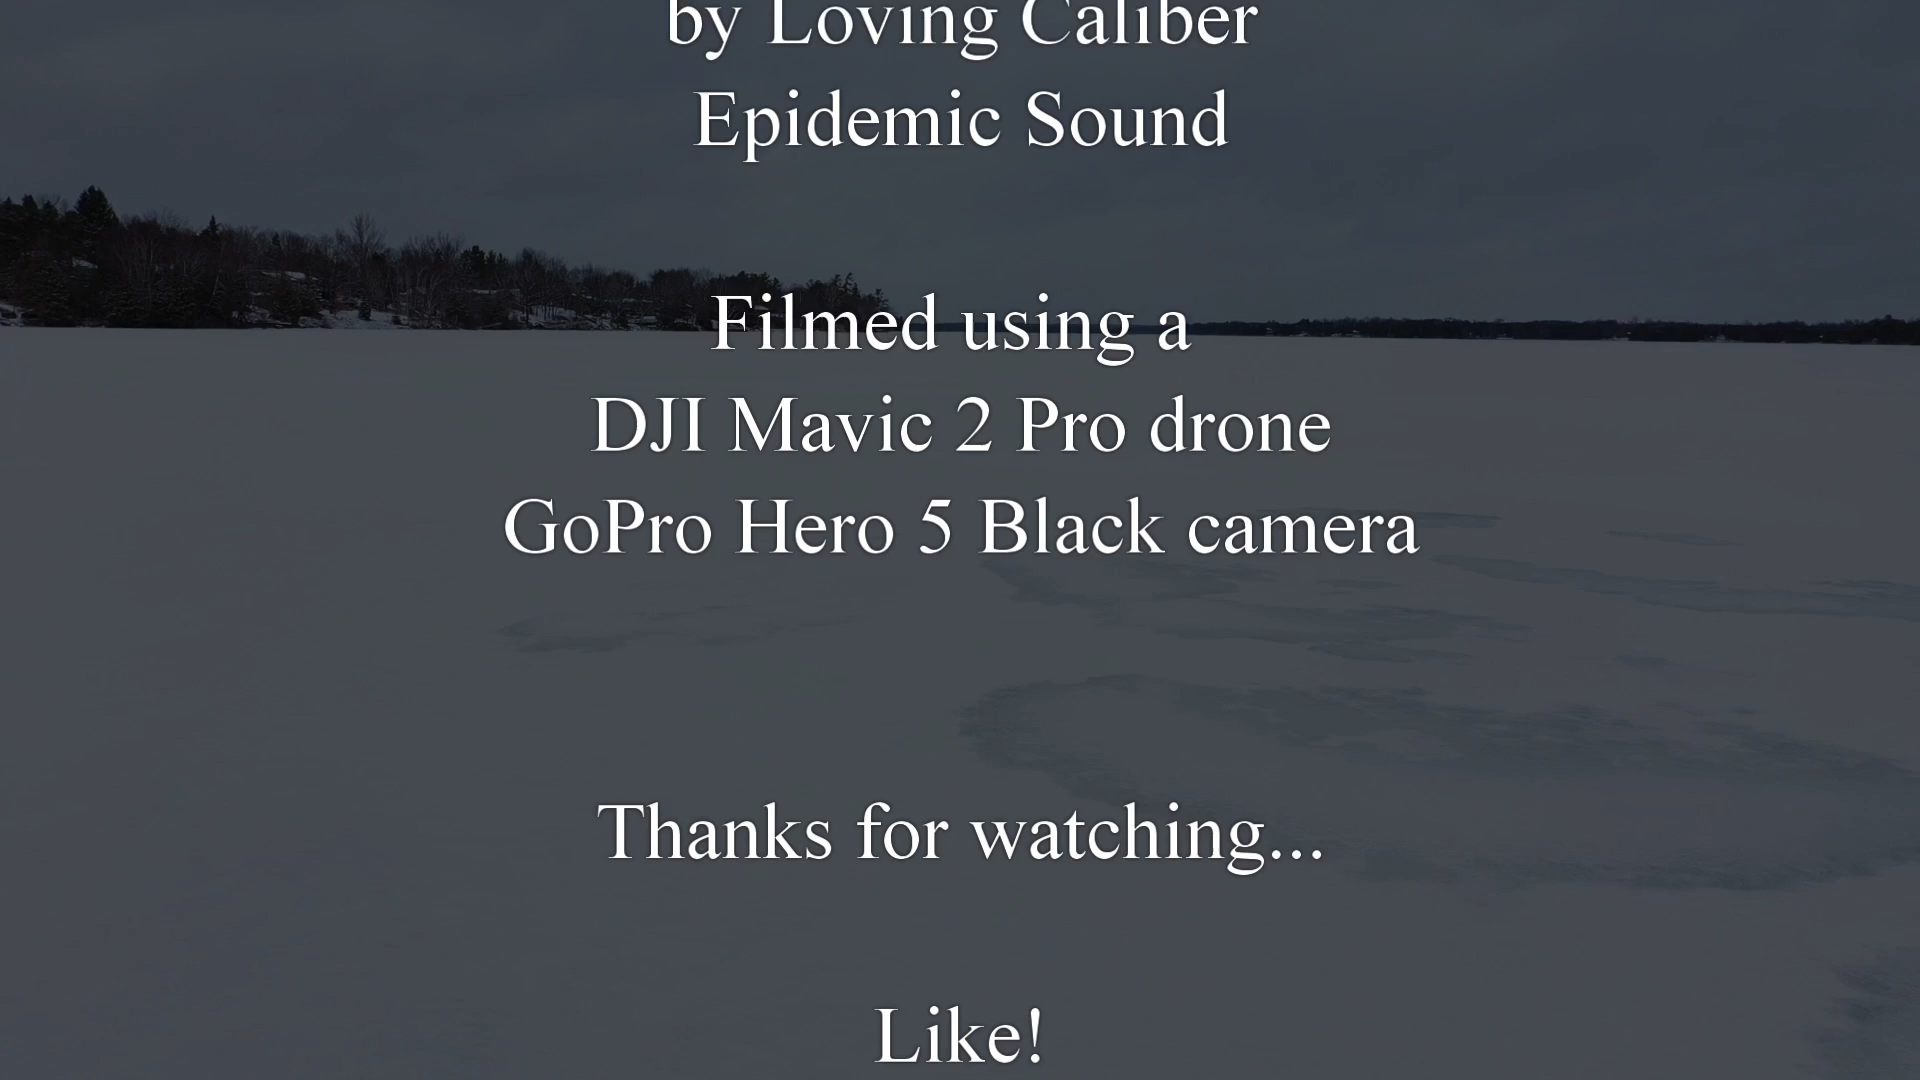 by Loving Caliber
Epidemic Sound
Filmed using a
DJI Mavic 2 Pro drone
GoPro Hero 5 Black camera
Thanks for watching...
Like!